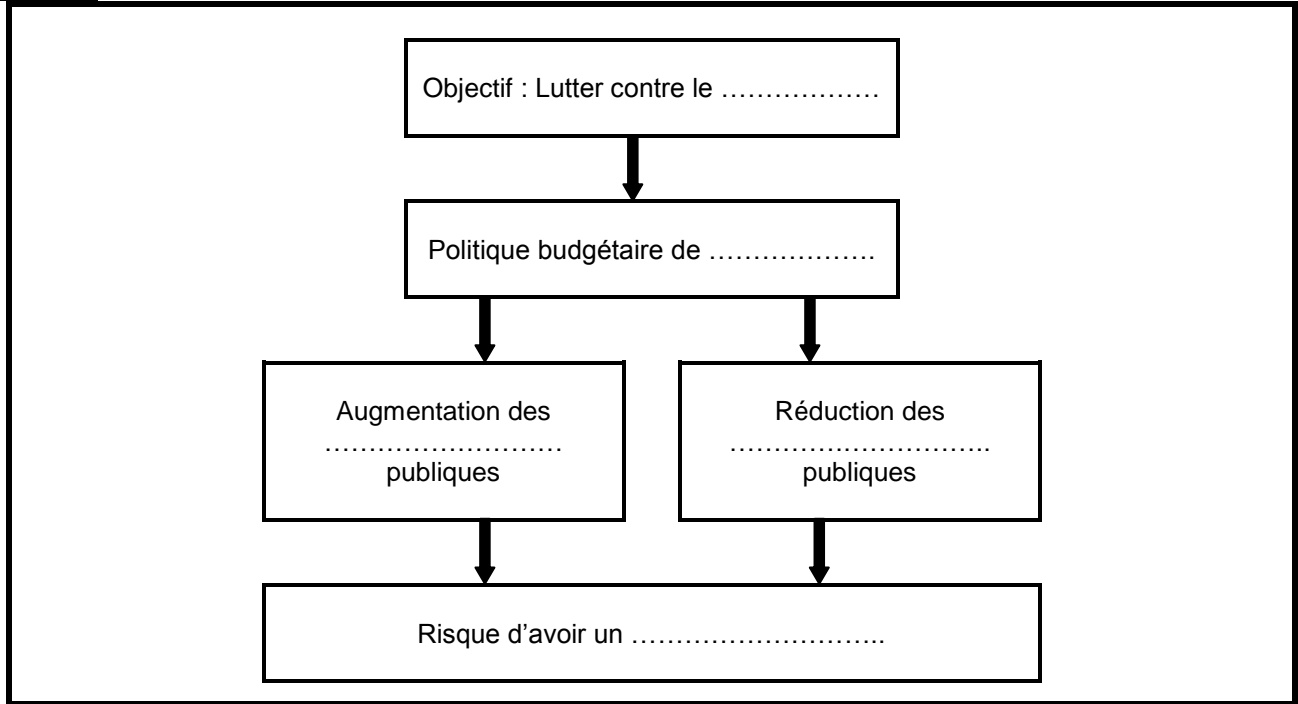 Objectif : Lutter contre le ………………
Politique budgétaire de ……………….
Augmentation des
………………………
publiques
Réduction des
………………………..
publiques
Risque d’avoir un ………………………..